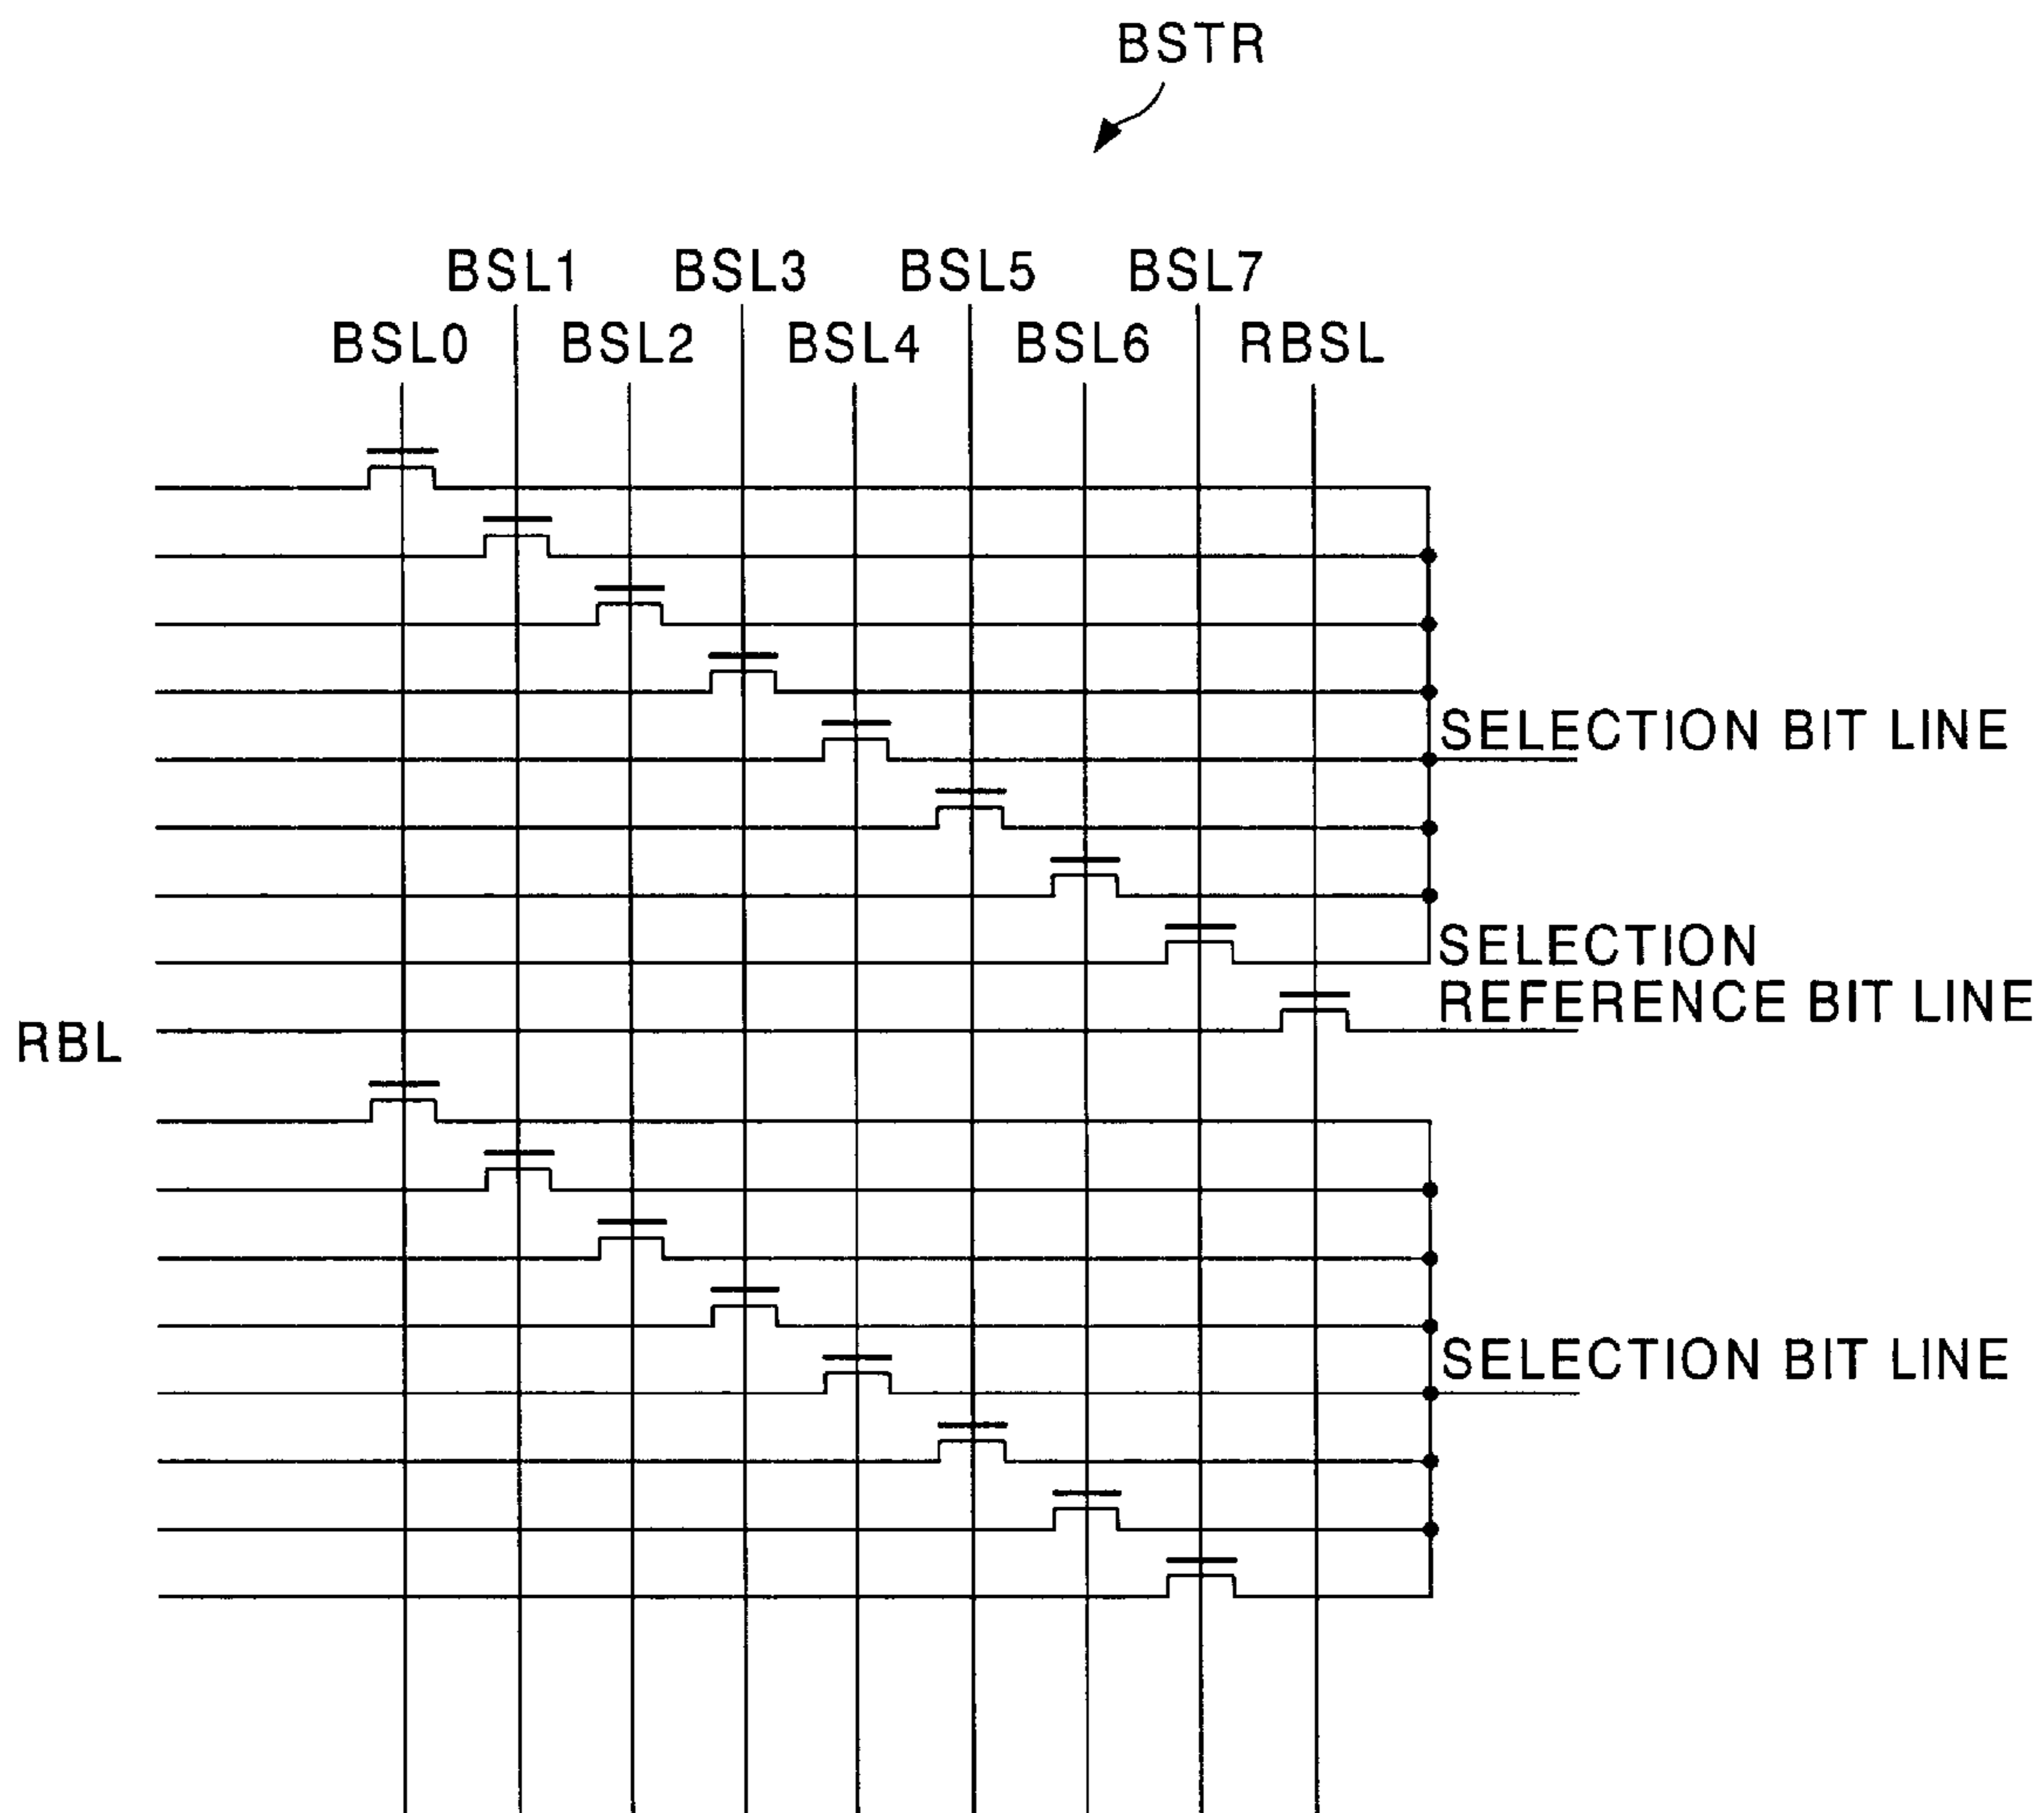 BSTR
BSL1 BSL3 BSL5 BSL7
BSL0 BSL2 BSL4 BSL6 RBSL
SELECTION BIT LINE
SELECTION
REFERENCE BIT LINE
RBL
SELECTION BIT LINE